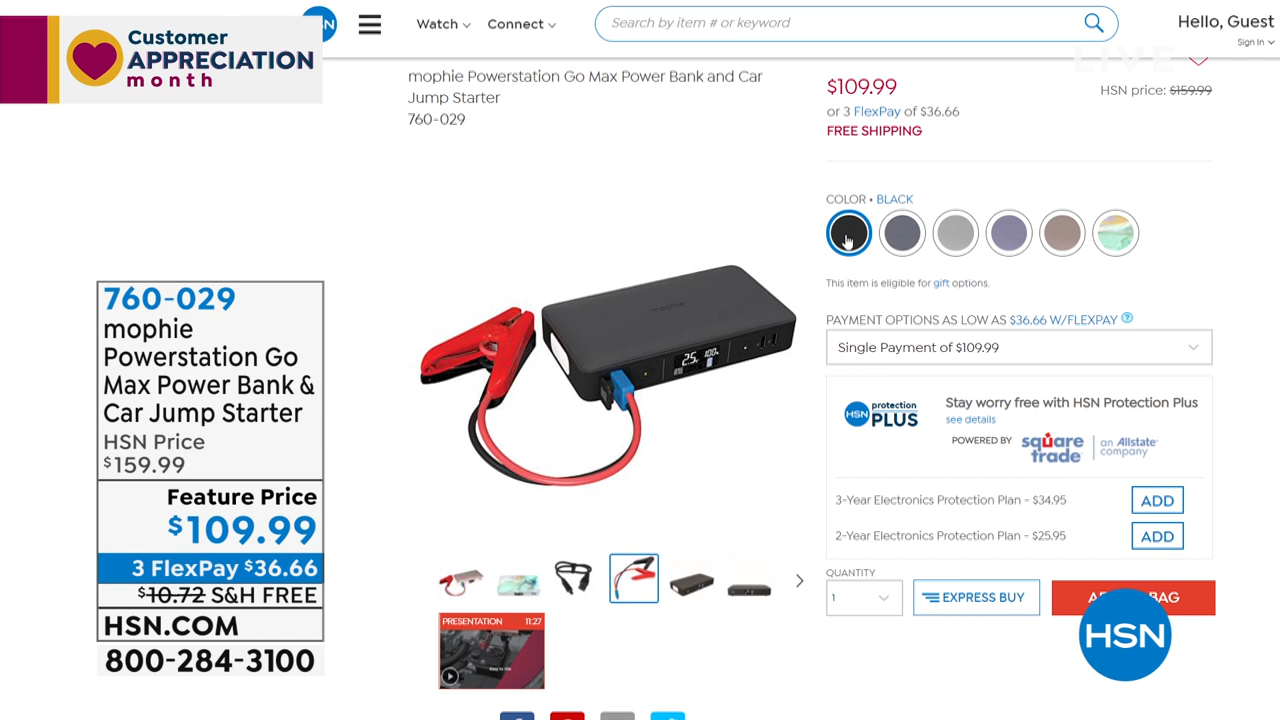 Customer
APPRECIATION
month
Watch
Connect
Search by item # or keyword
Hello, Guest
Sign In
LIVE
mophie Powerstation Go Max Power Bank and Car
Jump Starter
760-029
$109.99
HSN price: $159.99
or 3 FlexPay of $36.66
FREE SHIPPING
COLOR • BLACK
This item is eligible for gift options.
PAYMENT OPTIONS AS LOW AS $36.66 W/FLEXPAY ?
Single Payment of $109.99
HSN protection PLUS
Stay worry free with HSN Protection Plus
see details
POWERED BY square trade | an Allstate company
3-Year Electronics Protection Plan - $34.95 ADD
2-Year Electronics Protection Plan - $25.95 ADD
QUANTITY
1
EXPRESS BUY
BAG
HSN
mophie
25% 100%
PRESENTATION 11:27
760-029
mophie
Powerstation Go
Max Power Bank &
Car Jump Starter
HSN Price
$159.99
Feature Price
$109.99
3 FlexPay $36.66
$10.72 S&H FREE
HSN.COM
800-284-3100